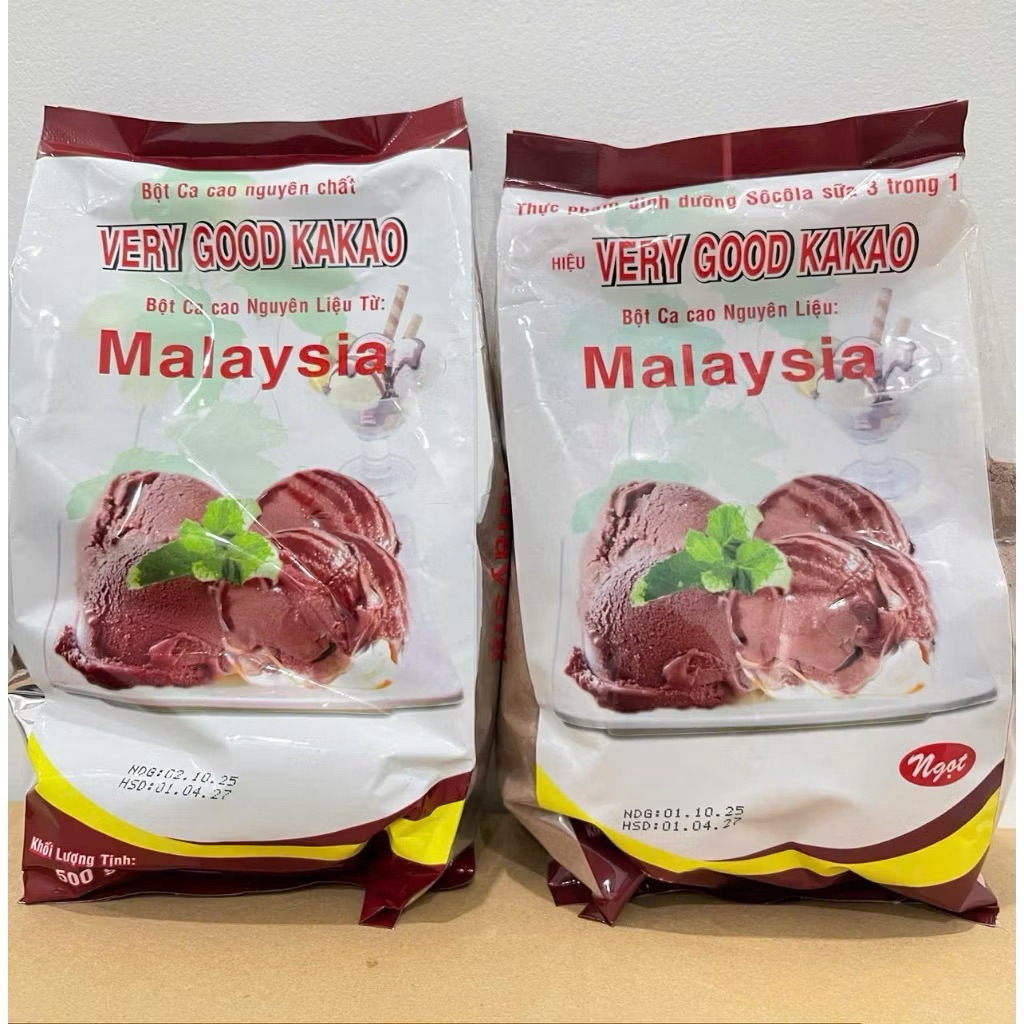 Bột Ca cao nguyên chất
VERY GOOD KAKAO
Bột Ca cao Nguyên Liệu Từ:
Malaysia
NDG:02.10.25
HSD:01.04.27
Khối Lượng Tịnh:
500
Thực phẩm dinh dưỡng Sôcôla sữa 3 trong 1
HIỆU VERY GOOD KAKAO
Bột Ca cao Nguyên Liệu:
Malaysia
Ngọt
NDG:01.10.25
HSD:01.04.27